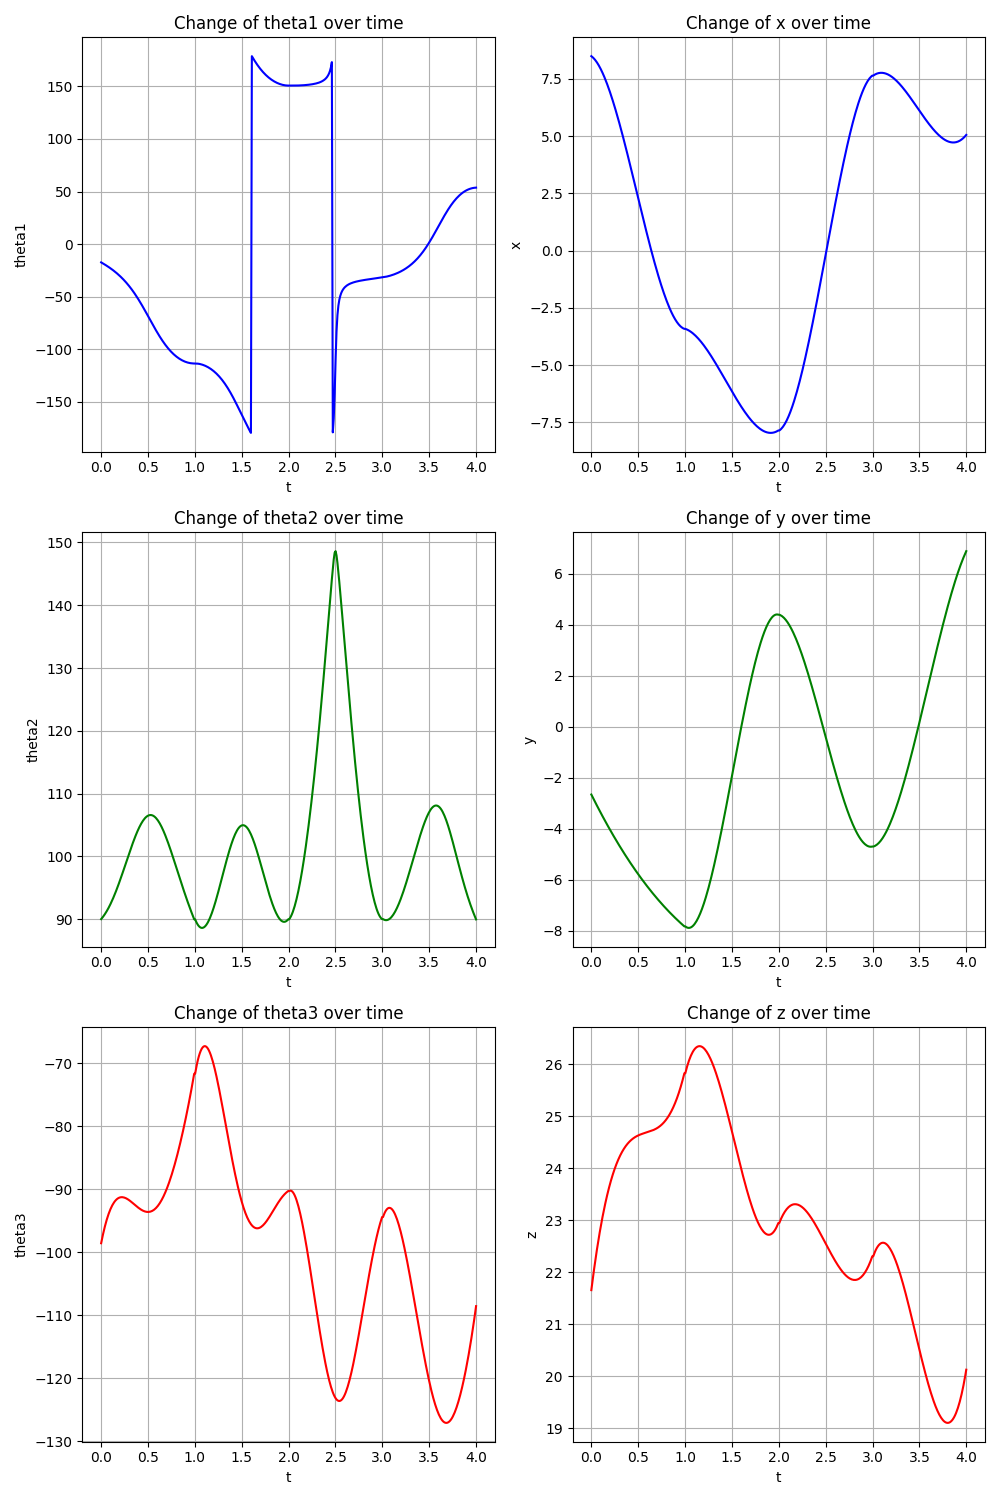 Change of theta1 over time
theta1
150
100
50
0
−50
−100
−150
0.0 0.5 1.0 1.5 2.0 2.5 3.0 3.5 4.0
t
Change of x over time
x
7.5
5.0
2.5
0.0
−2.5
−5.0
−7.5
0.0 0.5 1.0 1.5 2.0 2.5 3.0 3.5 4.0
t
Change of theta2 over time
theta2
150
140
130
120
110
100
90
0.0 0.5 1.0 1.5 2.0 2.5 3.0 3.5 4.0
t
Change of y over time
y
6
4
2
0
−2
−4
−6
−8
0.0 0.5 1.0 1.5 2.0 2.5 3.0 3.5 4.0
t
Change of theta3 over time
theta3
−70
−80
−90
−100
−110
−120
−130
0.0 0.5 1.0 1.5 2.0 2.5 3.0 3.5 4.0
t
Change of z over time
z
26
25
24
23
22
21
20
19
0.0 0.5 1.0 1.5 2.0 2.5 3.0 3.5 4.0
t